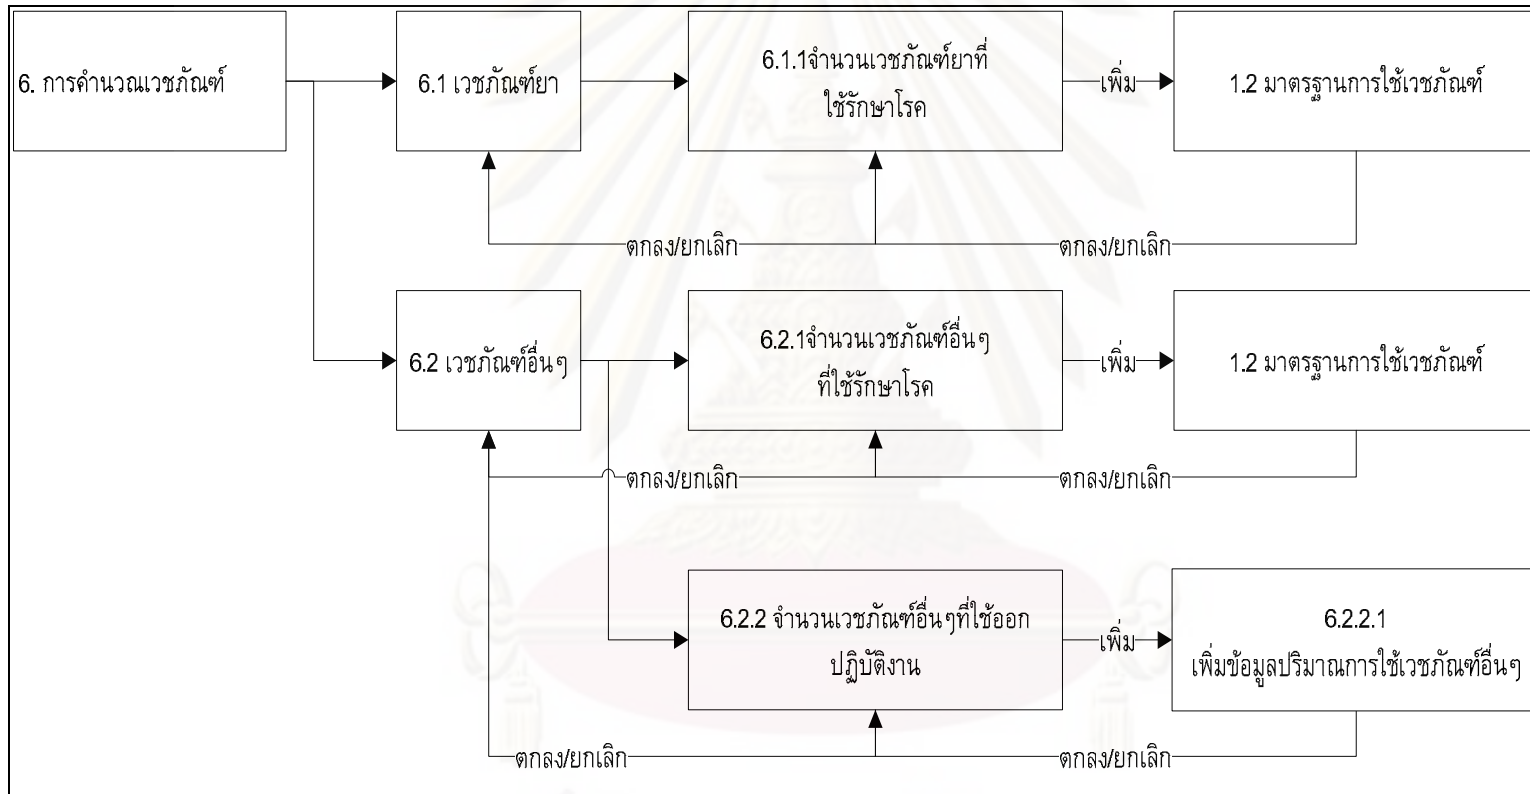 6. การคำนวณเวชภัณฑ์
6.1 เวชภัณฑ์ยา
6.1.1จำนวนเวชภัณฑ์ยาที่
ใช้รักษาโรค
เพิ่ม
1.2 มาตรฐานการใช้เวชภัณฑ์
ตกลง/ยกเลิก
ตกลง/ยกเลิก
6.2 เวชภัณฑ์อื่นๆ
6.2.1จำนวนเวชภัณฑ์อื่นๆ
ที่ใช้รักษาโรค
เพิ่ม
1.2 มาตรฐานการใช้เวชภัณฑ์
ตกลง/ยกเลิก
ตกลง/ยกเลิก
6.2.2 จำนวนเวชภัณฑ์อื่นๆที่ใช้ออก
ปฏิบัติงาน
เพิ่ม
6.2.2.1
เพิ่มข้อมูลปริมาณการใช้เวชภัณฑ์อื่นๆ
ตกลง/ยกเลิก
ตกลง/ยกเลิก